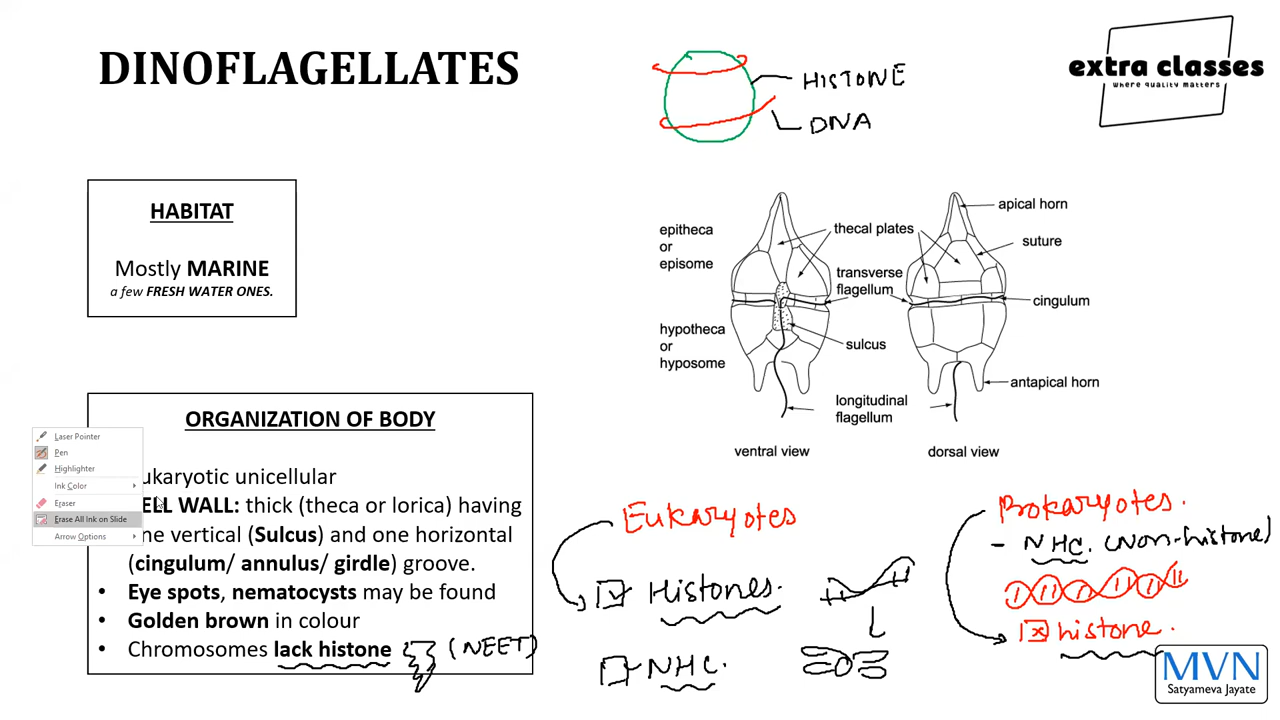 DINOFLAGELLATES
extra classes
where quality matters
HISTONE
DNA
HABITAT
Mostly MARINE
a few FRESH WATER ONES.
epitheca
or
episome
hypotheca
or
hyposome
thecal plates
transverse
flagellum
sulcus
longitudinal
flagellum
apical horn
suture
cingulum
antapical horn
ventral view
dorsal view
ORGANIZATION OF BODY
ukaryotic unicellular
ELL WALL: thick (theca or lorica) having
ne vertical (Sulcus) and one horizontal
(cingulum/ annulus/ girdle) groove.
• Eye spots, nematocysts may be found
• Golden brown in colour
• Chromosomes lack histone (NEET)
Laser Pointer
Pen
Highlighter
Ink Color
Eraser
Erase All Ink on Slide
Arrow Options
Eukaryotes
Histones.
NHC.
Prokaryotes.
- NHC. (Non-histone)
histone.
MVN
Satyameva Jayate